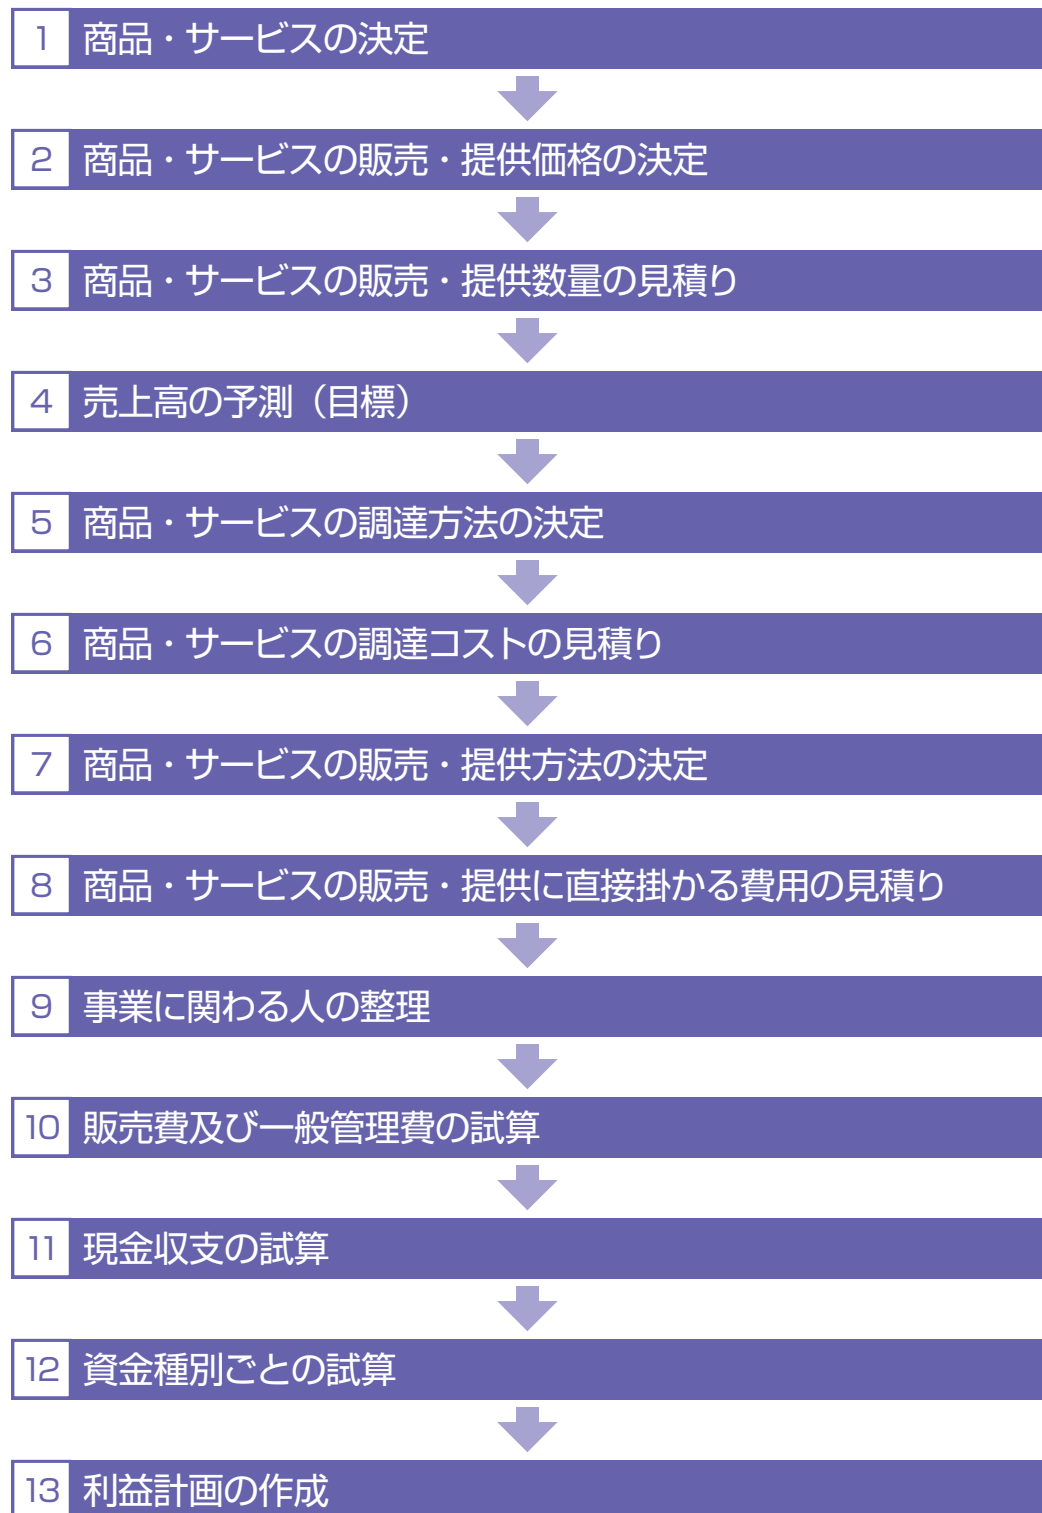 1 商品・サービスの決定
2 商品・サービスの販売・提供価格の決定
3 商品・サービスの販売・提供数量の見積り
4 売上高の予測（目標）
5 商品・サービスの調達方法の決定
6 商品・サービスの調達コストの見積り
7 商品・サービスの販売・提供方法の決定
8 商品・サービスの販売・提供に直接掛かる費用の見積り
9 事業に関わる人の整理
10 販売費及び一般管理費の試算
11 現金収支の試算
12 資金種別ごとの試算
13 利益計画の作成